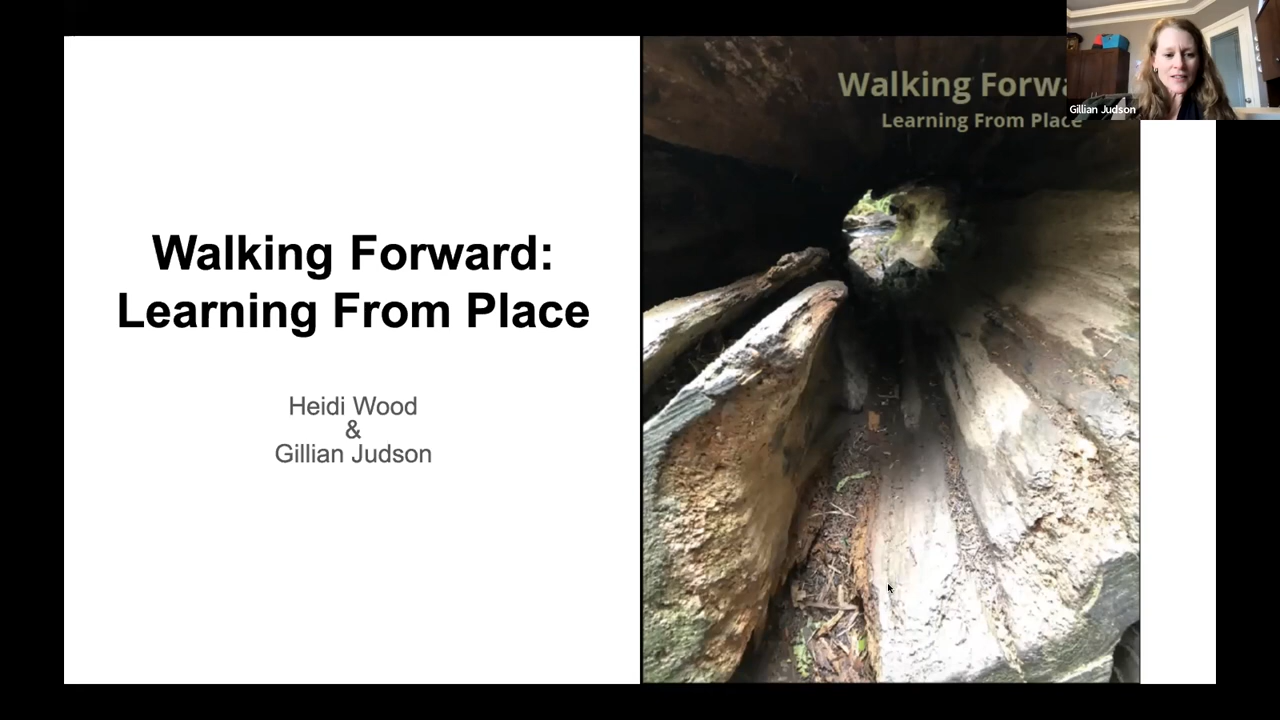 Walking Forward:
Learning From Place
Heidi Wood
&
Gillian Judson
Walking Forwa
Learning From Place
Gillian Judson